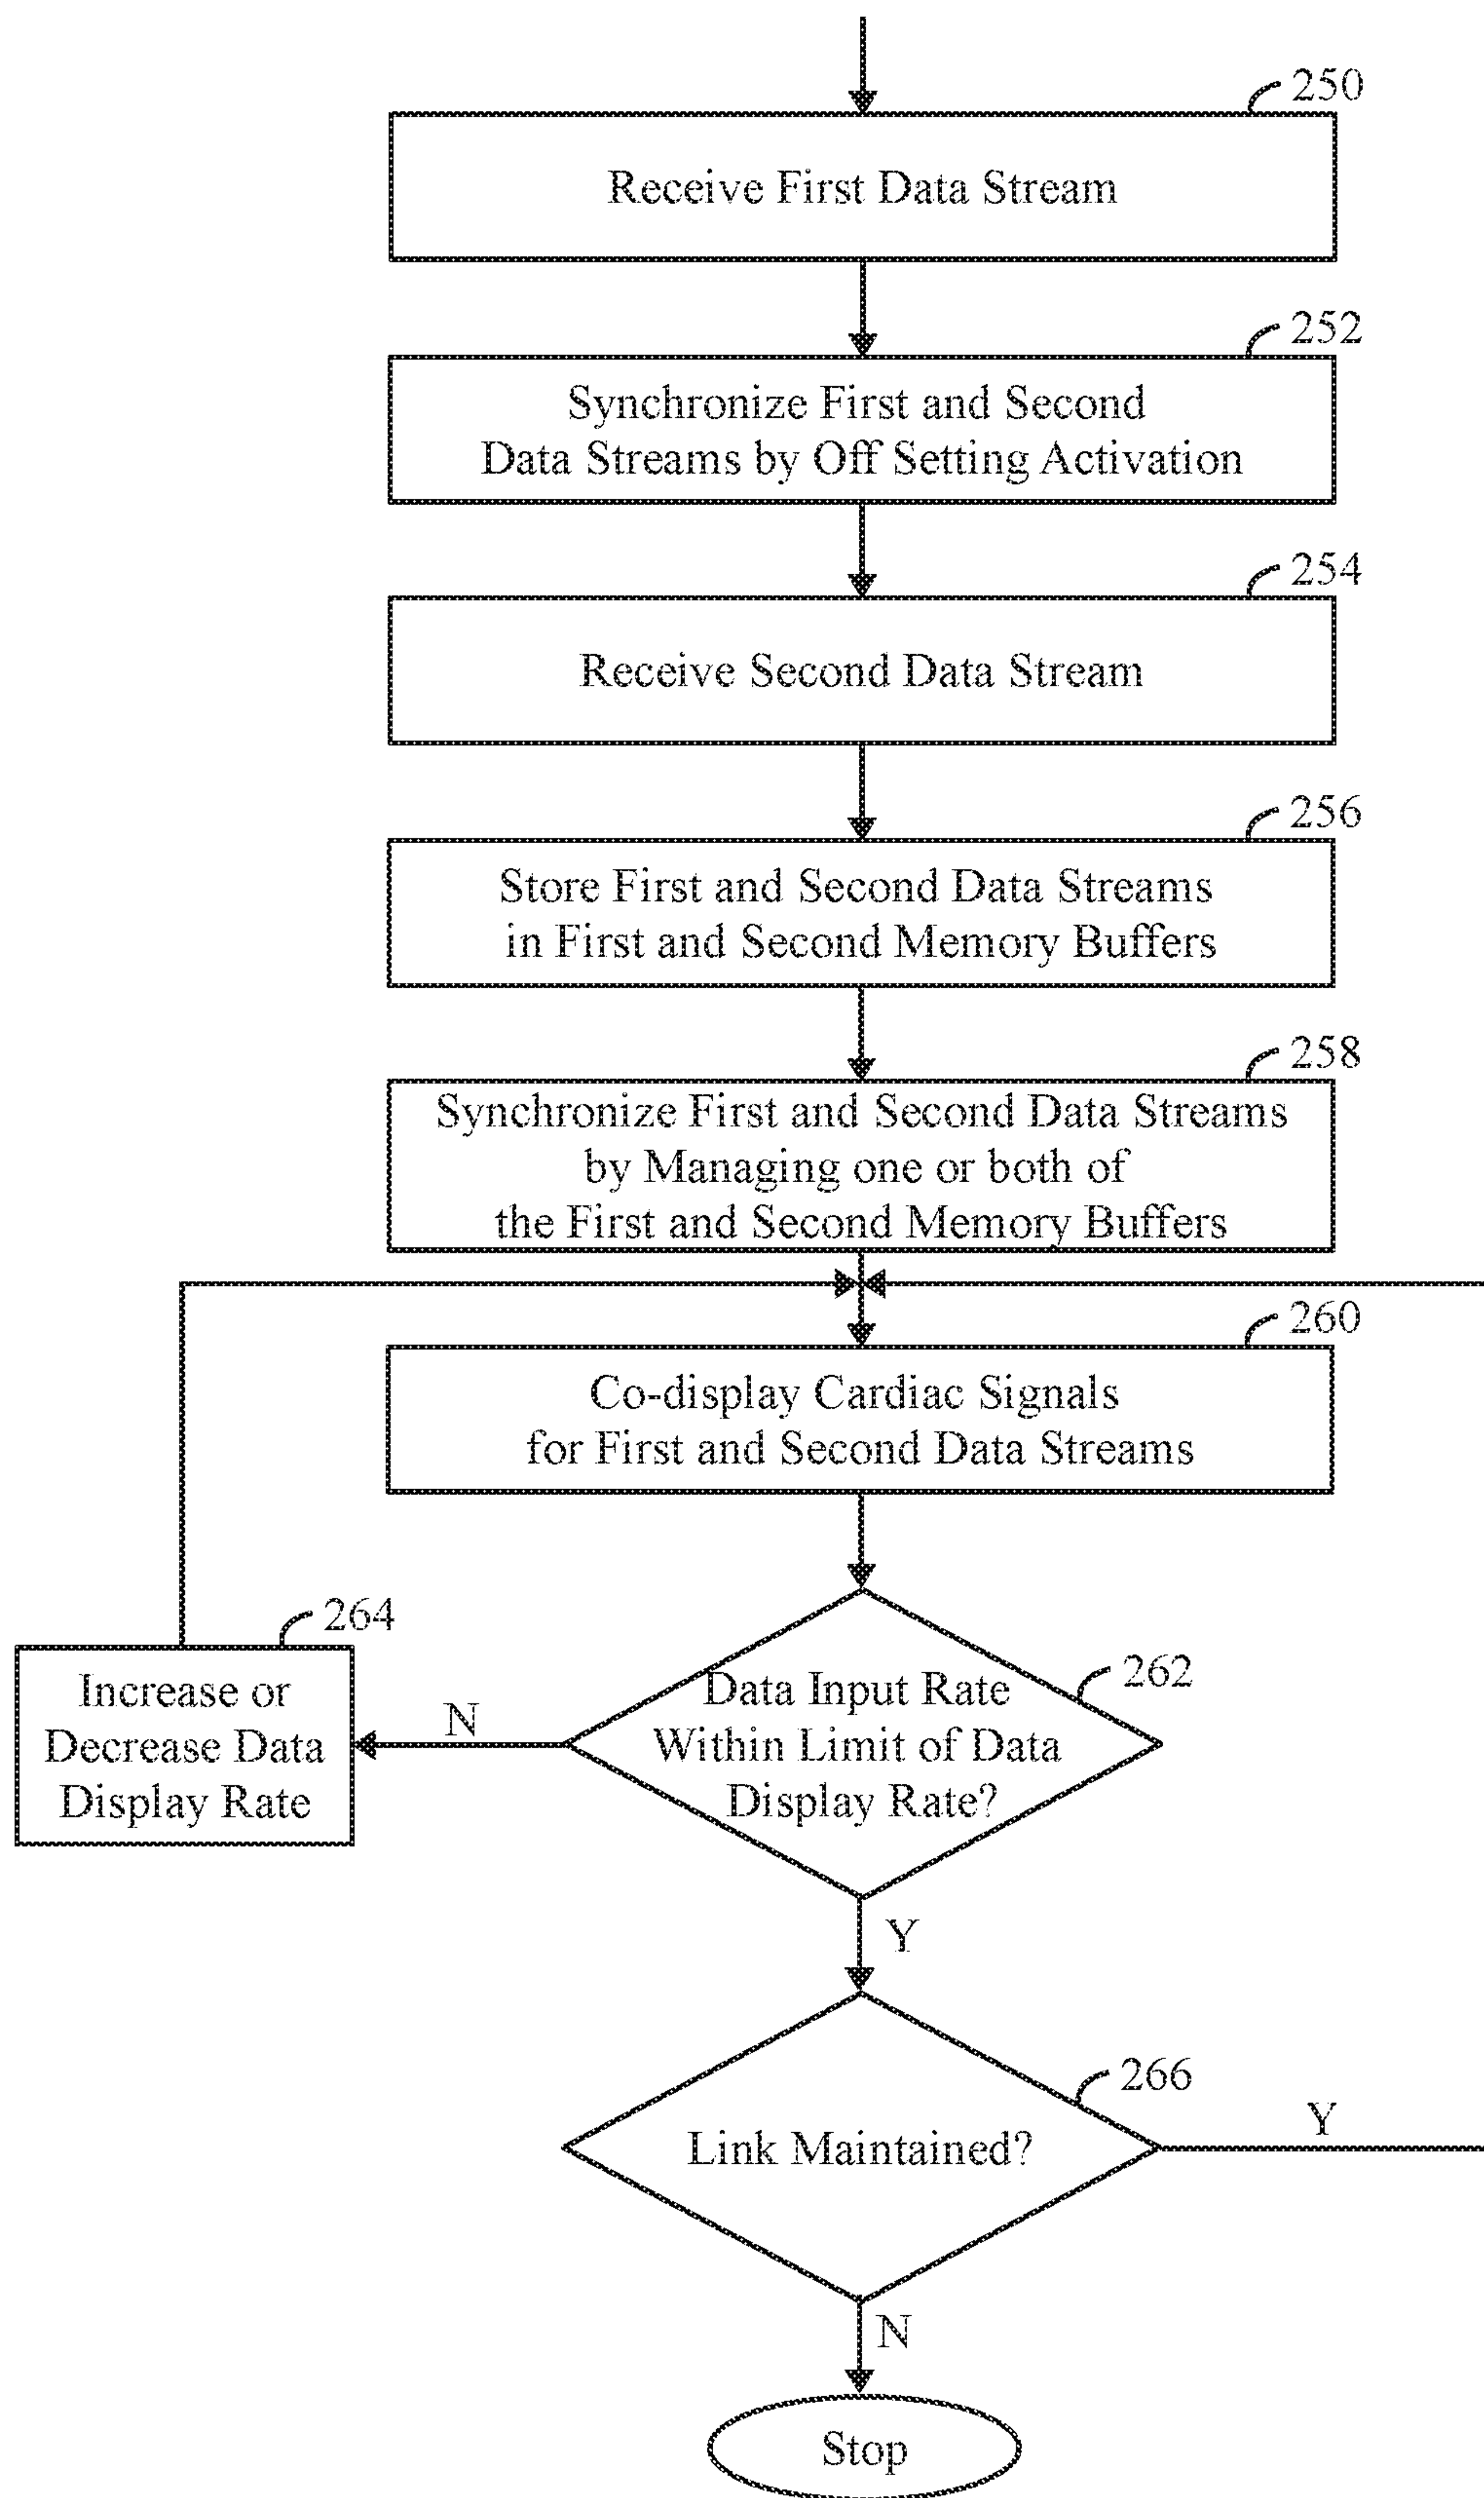 250
Receive First Data Stream
252
Synchronize First and Second
Data Streams by Off Setting Activation
254
Receive Second Data Stream
256
Store First and Second Data Streams
in First and Second Memory Buffers
258
Synchronize First and Second Data Streams
by Managing one or both of
the First and Second Memory Buffers
260
Co-display Cardiac Signals
for First and Second Data Streams
264
Increase or
Decrease Data
Display Rate
N
262
Data Input Rate
Within Limit of Data
Display Rate?
Y
266
Link Maintained?
Y
N
Stop